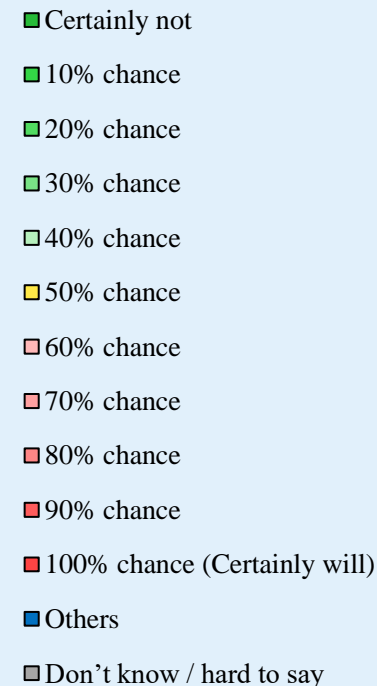 Certainly not
10% chance
20% chance
30% chance
40% chance
50% chance
60% chance
70% chance
80% chance
90% chance
100% chance (Certainly will)
Others
Don’t know / hard to say